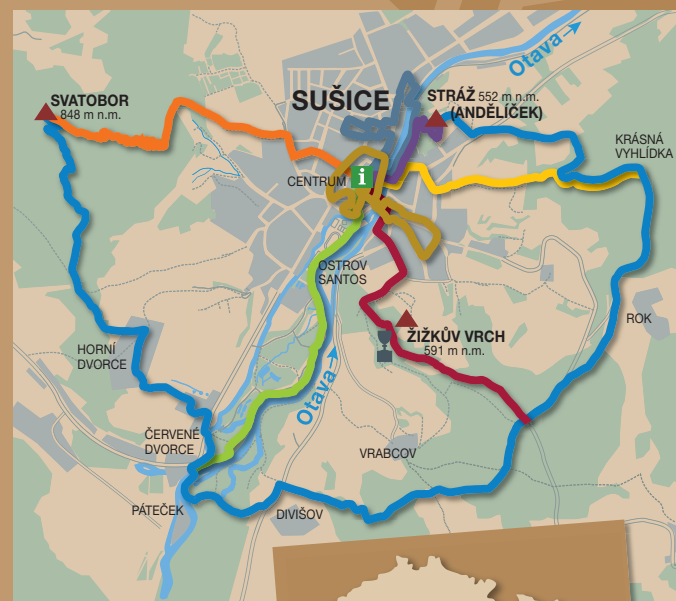 Otava
SUŠICE
STRÁŽ 552 m n.m.
(ANDĚLÍČEK)
SVATOBOR
848 m n.m.
KRÁSNÁ
VYHLÍDKA
CENTRUM i
OSTROV
SANTOS
ŽIŽKŮV VRCH
591 m n.m.
ROK
HORNÍ
DVORCE
Otava
ČERVENÉ
DVORCE
VRABCOV
PÁTEČEK
DIVIŠOV